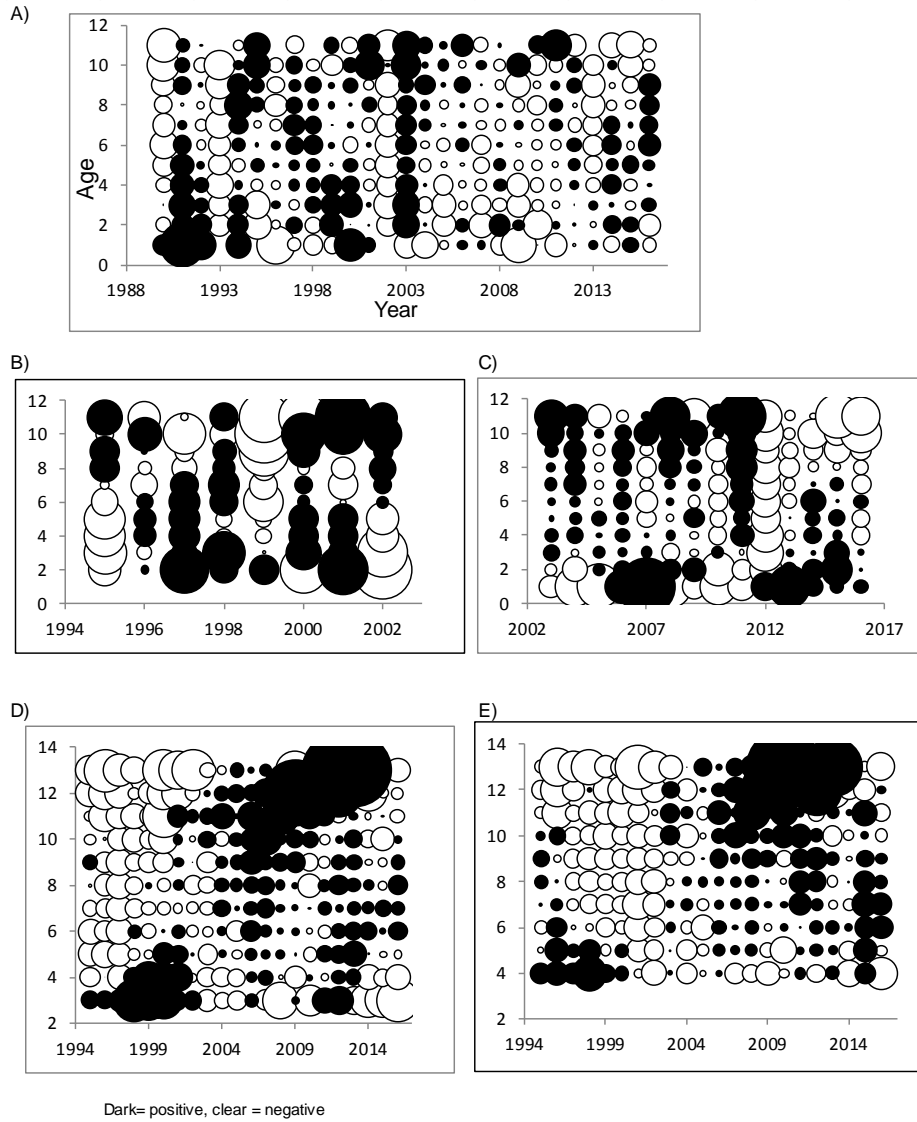 A)
12
10
8
6
4
2
0
Age
1988 1993 1998 2003 2008 2013
Year
B)
12
10
8
6
4
2
0
1994 1996 1998 2000 2002
C)
12
10
8
6
4
2
0
2002 2007 2012 2017
D)
14
12
10
8
6
4
2
1994 1999 2004 2009 2014
E)
14
12
10
8
6
4
2
1994 1999 2004 2009 2014
Dark= positive, clear = negative